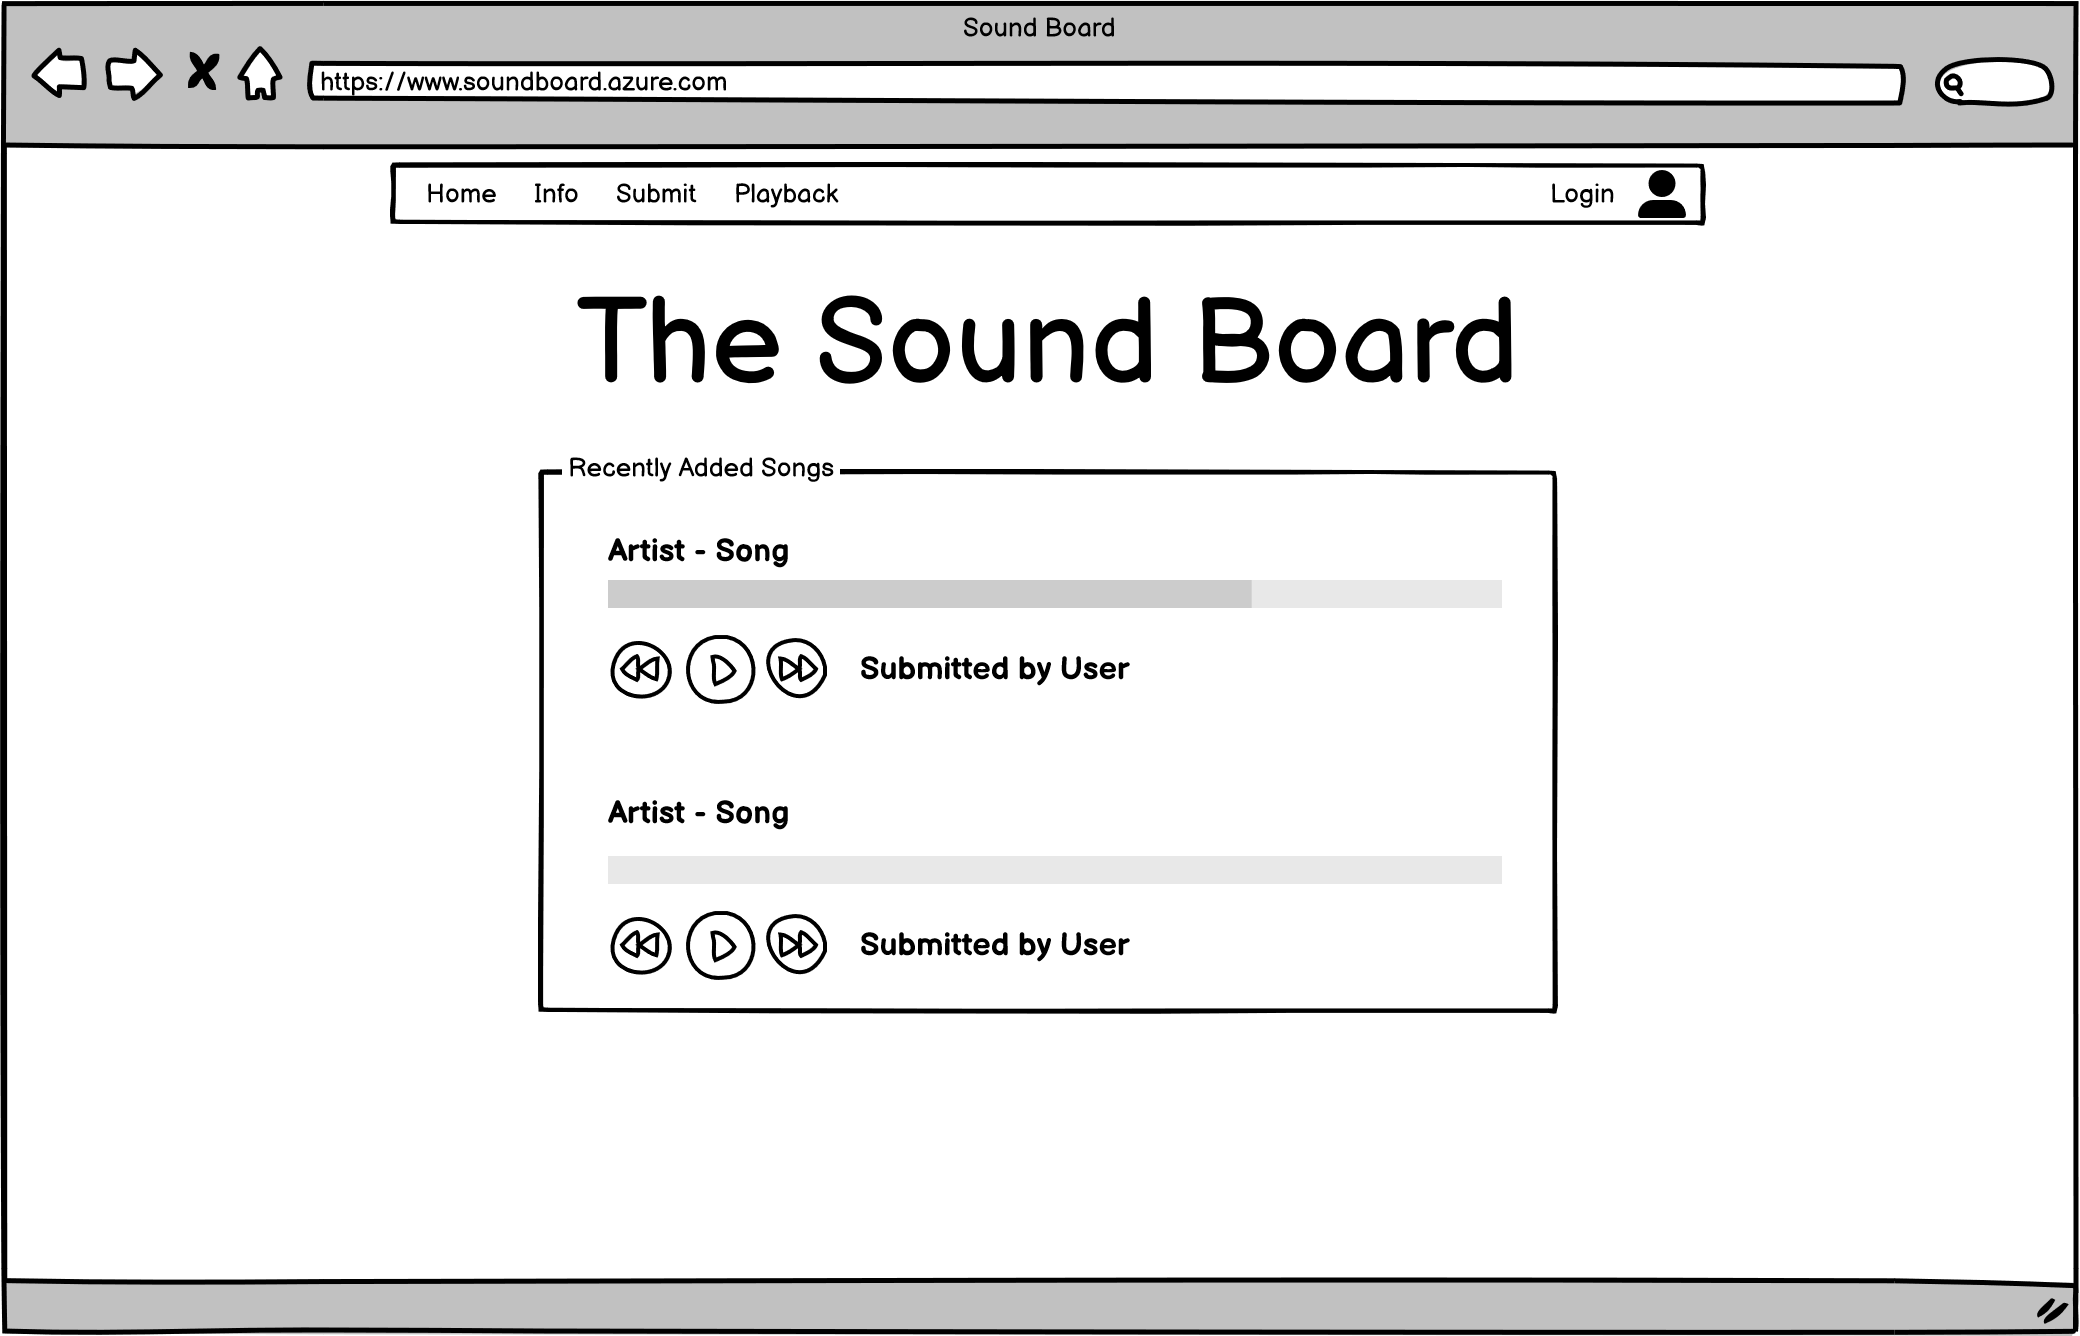 Sound Board
https://www.soundboard.azure.com
Home Info Submit Playback Login
The Sound Board
Recently Added Songs
Artist - Song
Submitted by User
Artist - Song
Submitted by User